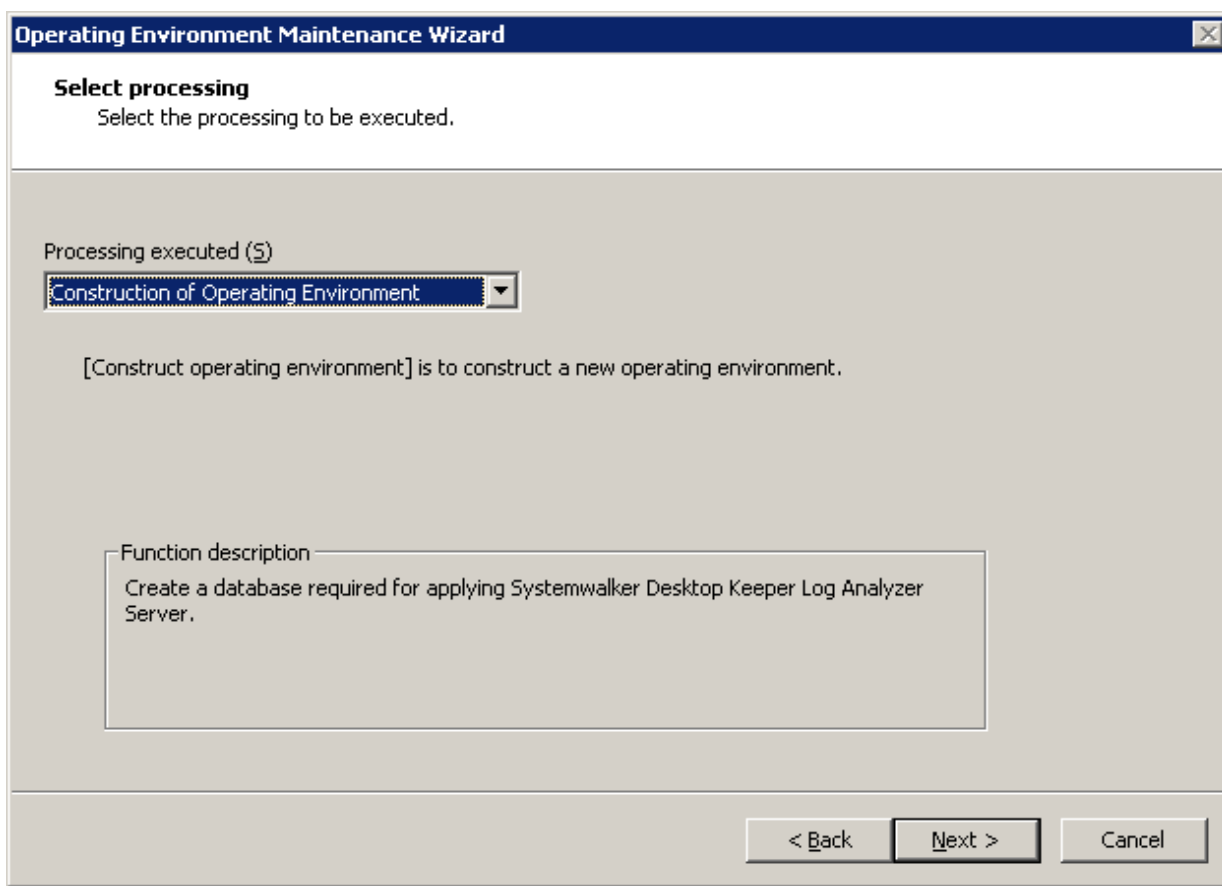 Operating Environment Maintenance Wizard
Select processing
Select the processing to be executed.
Processing executed (S)
Construction of Operating Environment
[Construct operating environment] is to construct a new operating environment.
Function description
Create a database required for applying Systemwalker Desktop Keeper Log Analyzer
Server.
< Back
Next >
Cancel